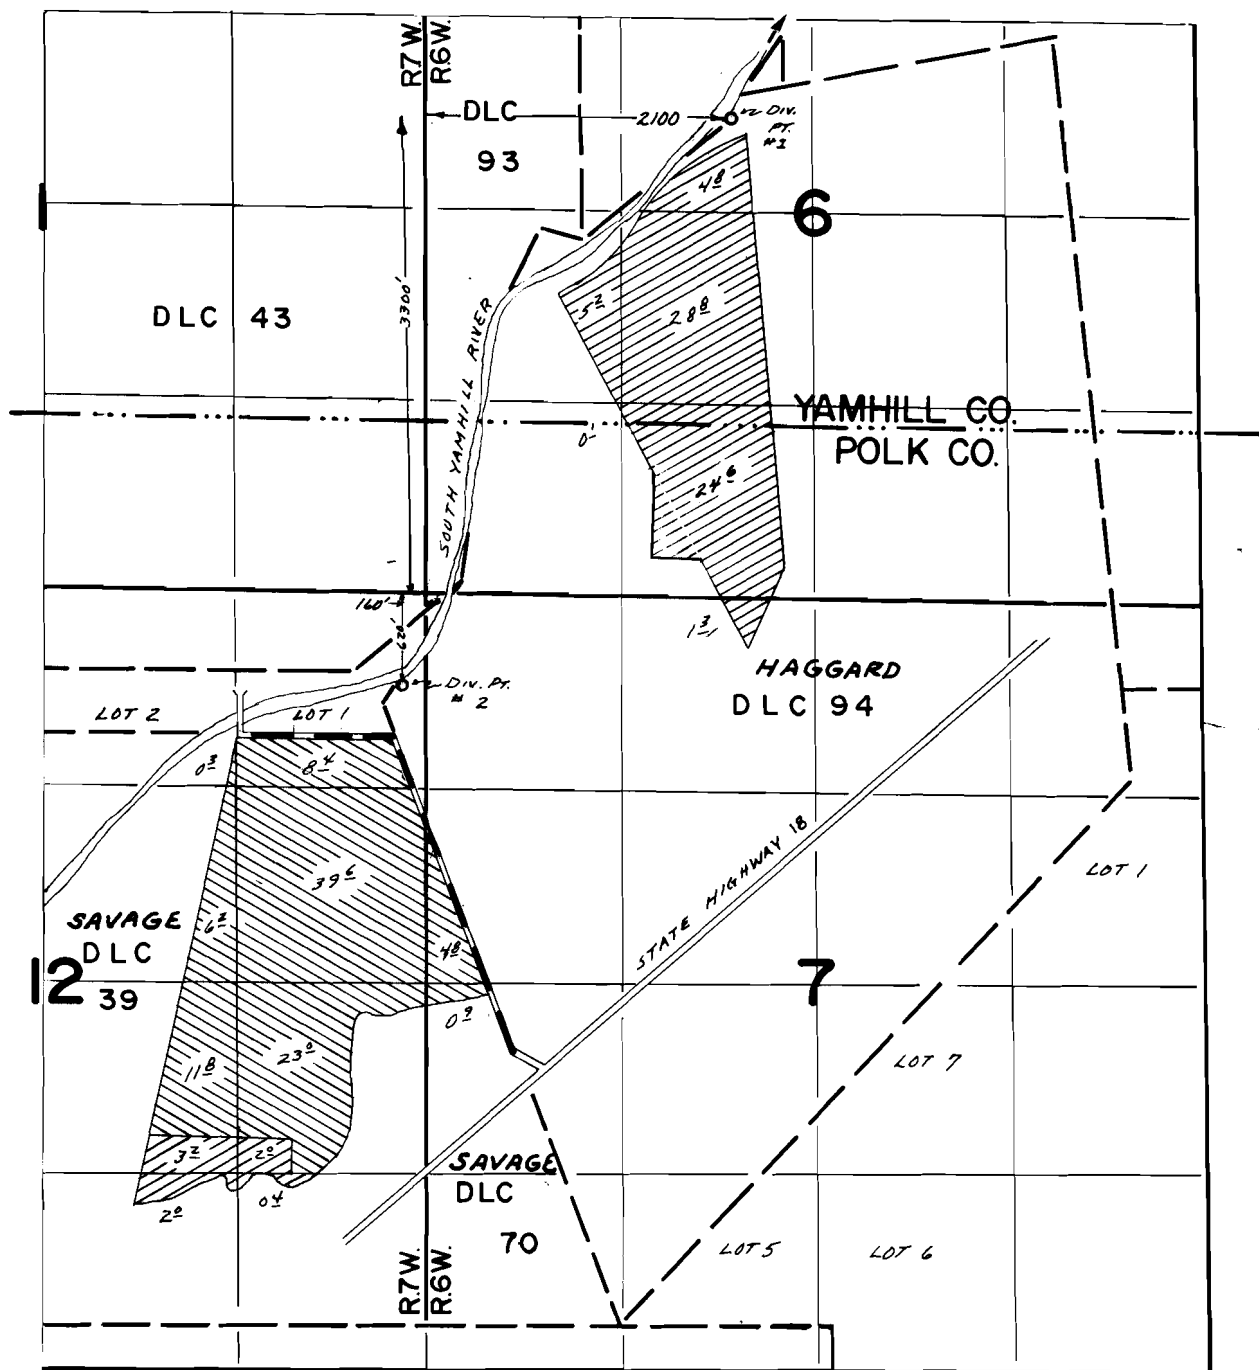 R.7W.
R.6W.
DLC
93
2100
Div.
PT.
4 8
1
6
DLC 43
3300'
SOUTH YAMHILL RIVER
5 2
28 8
YAMHILL CO.
POLK CO.
0 1
24 6
160'
620'
1 3
HAGGARD
DLC 94
Div. Pt.
# 2
LOT 2
LOT 1
0 3
8 4
STATE HIGHWAY 18
LOT 1
39 6
SAVAGE
DLC
39
6 2
4 8
12
7
0 9
23 0
11 8
LOT 7
3 2
2 0
SAVAGE
DLC
70
2 0
0 4
LOT 5
LOT 6
R.7W.
R.6W.